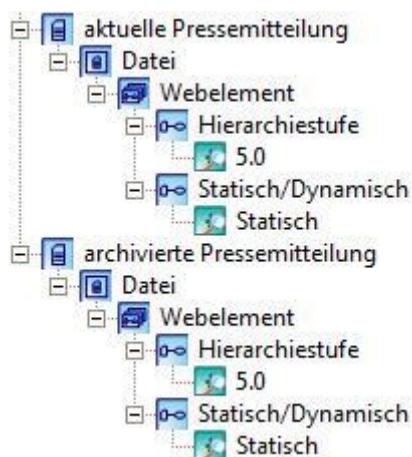 aktuelle Pressemitteilung
Datei
Webelement
Hierarchiestufe
5.0
Statisch/Dynamisch
Statisch
archivierte Pressemitteilung
Datei
Webelement
Hierarchiestufe
5.0
Statisch/Dynamisch
Statisch